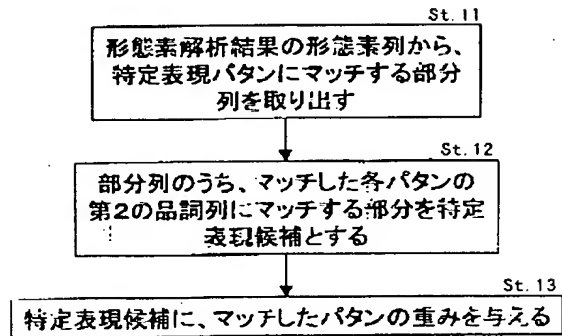 St.11
形態素解析結果の形態素列から、
特定表現パタンにマッチする部分
列を取り出す
St.12
部分列のうち、マッチした各パタンの
第2の品詞列にマッチする部分を特定
表現候補とする
St.13
特定表現候補に、マッチしたパタンの重みを与える